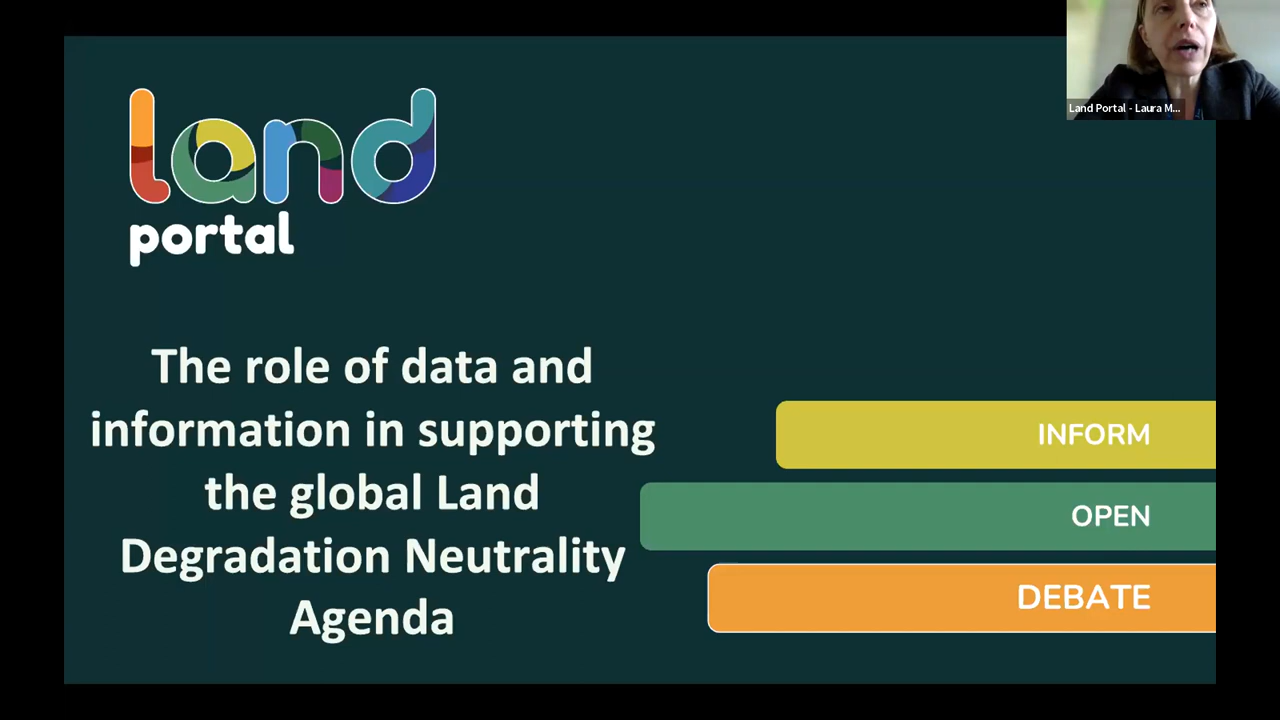 land
portal
Land Portal - Laura M...
The role of data and
information in supporting
the global Land
Degradation Neutrality
Agenda
INFORM
OPEN
DEBATE